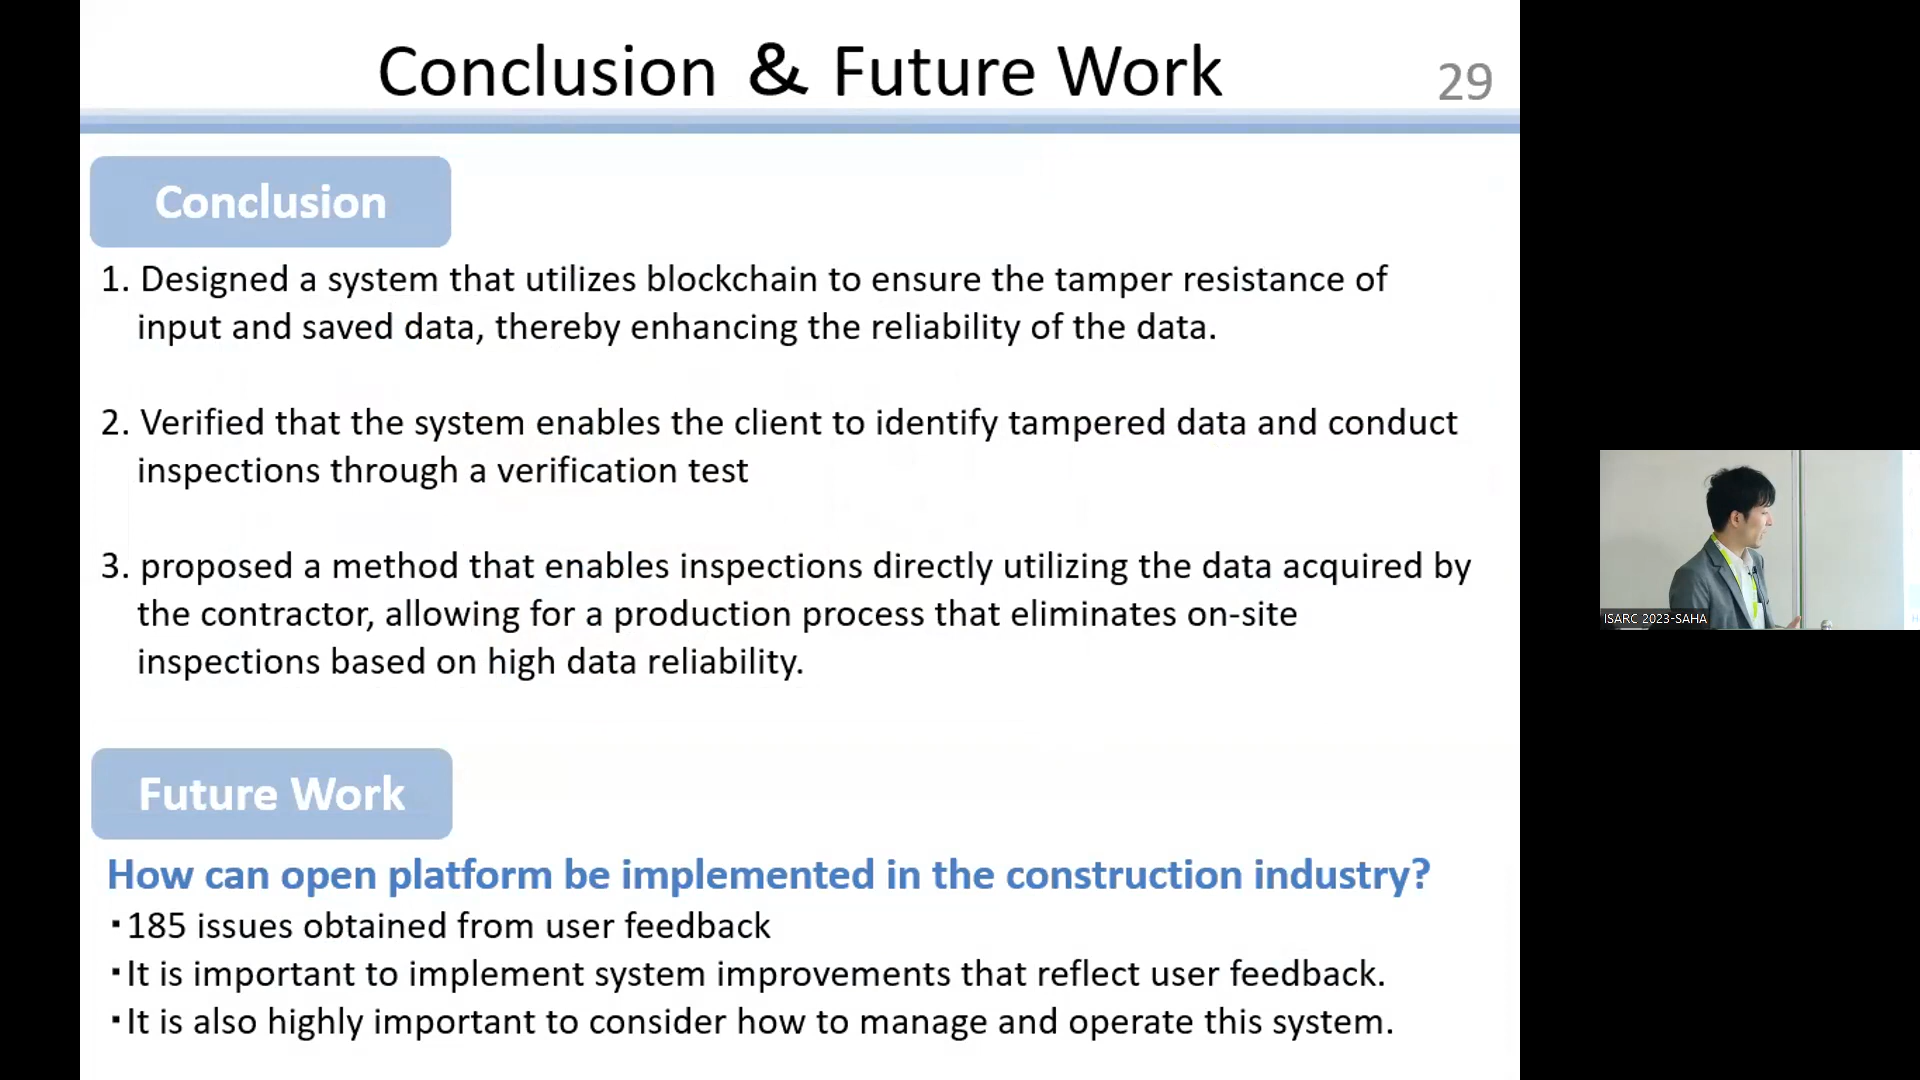 Conclusion & Future Work
29
Conclusion
1. Designed a system that utilizes blockchain to ensure the tamper resistance of
input and saved data, thereby enhancing the reliability of the data.
2. Verified that the system enables the client to identify tampered data and conduct
inspections through a verification test
3. proposed a method that enables inspections directly utilizing the data acquired by
the contractor, allowing for a production process that eliminates on-site
inspections based on high data reliability.
Future Work
How can open platform be implemented in the construction industry?
･185 issues obtained from user feedback
･It is important to implement system improvements that reflect user feedback.
･It is also highly important to consider how to manage and operate this system.
ISARC 2023-SAHA